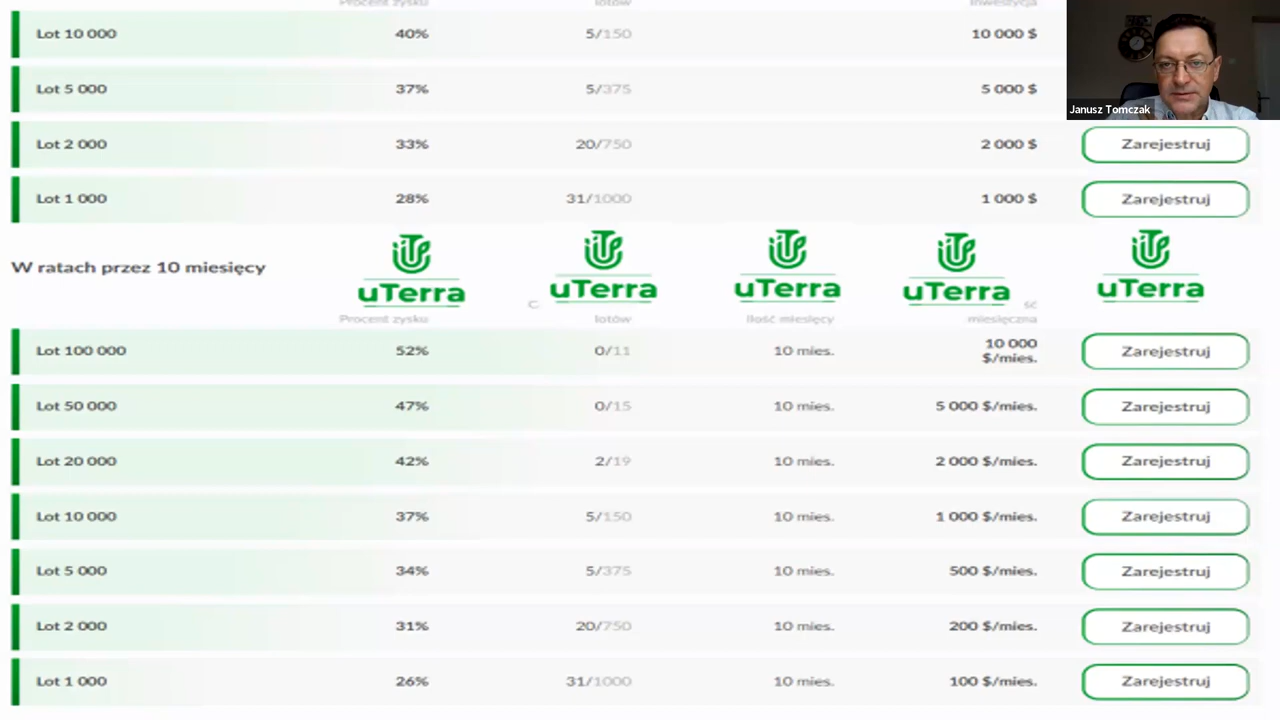 Procent zysku lotów Inwestycja
Lot 10 000 40% 5/150 10 000 $
Lot 5 000 37% 5/375 5 000 $
Janusz Tomczak
Lot 2 000 33% 20/750 2 000 $ Zarejestruj
Lot 1 000 28% 31/1000 1 000 $ Zarejestruj
W ratach przez 10 miesięcy
uTerra uTerra uTerra uTerra uTerra
C ść
Procent zysku lotów Ilość miesięcy miesięczna
Lot 100 000 52% 0/11 10 mies. 10 000 $/mies. Zarejestruj
Lot 50 000 47% 0/15 10 mies. 5 000 $/mies. Zarejestruj
Lot 20 000 42% 2/19 10 mies. 2 000 $/mies. Zarejestruj
Lot 10 000 37% 5/150 10 mies. 1 000 $/mies. Zarejestruj
Lot 5 000 34% 5/375 10 mies. 500 $/mies. Zarejestruj
Lot 2 000 31% 20/750 10 mies. 200 $/mies. Zarejestruj
Lot 1 000 26% 31/1000 10 mies. 100 $/mies. Zarejestruj